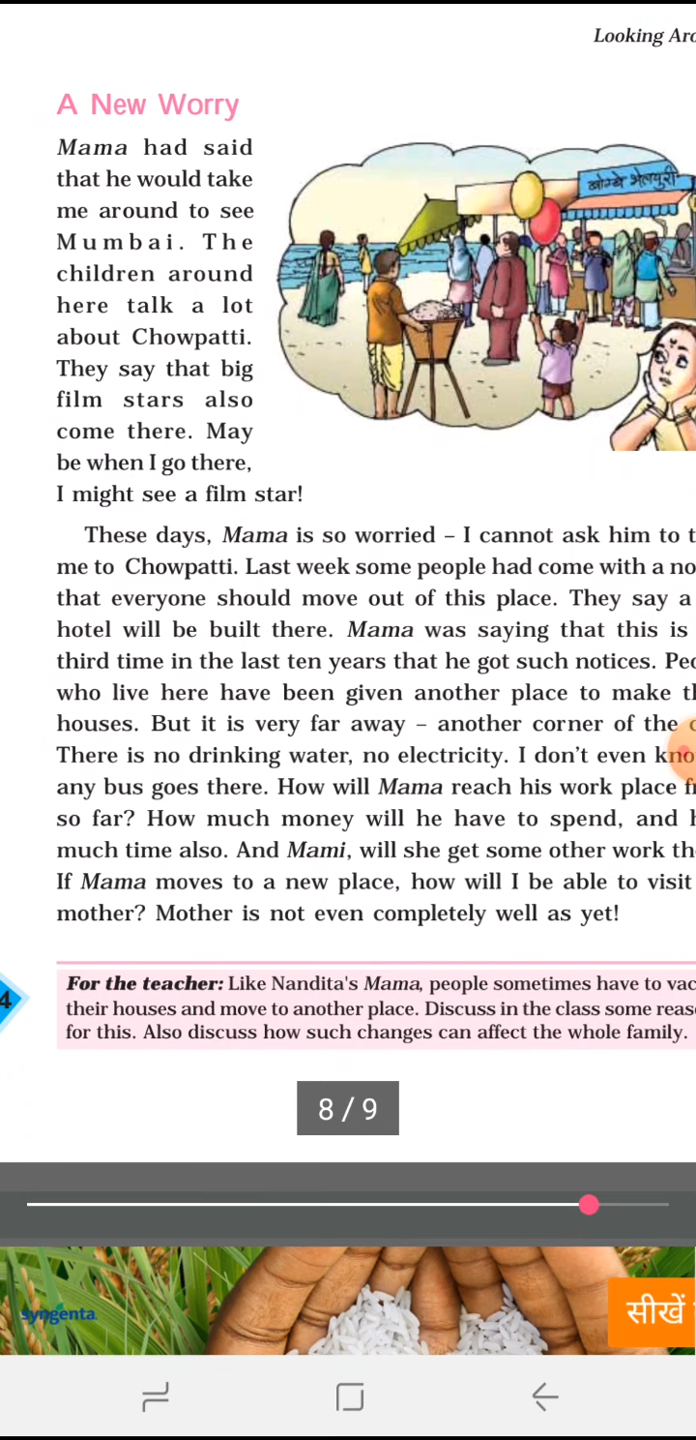 Looking
A New Worry
Mama had said
that he would take
me around to see
Mumbai. The
children around
here talk a lot
about Chowpatti.
They say that big
film stars also
come there. May
be when I go there,
I might see a film star!
बोम्बे भेलपुरी
These days, Mama is so worried – I cannot ask him to
me to Chowpatti. Last week some people had come with a
that everyone should move out of this place. They say a
hotel will be built there. Mama was saying that this is
third time in the last ten years that he got such notices.
who live here have been given another place to make
houses. But it is very far away – another corner of the
There is no drinking water, no electricity. I don't even
any bus goes there. How will Mama reach his work place
so far? How much money will he have to spend, and
much time also. And Mami, will she get some other work
If Mama moves to a new place, how will I be able to visit
mother? Mother is not even completely well as yet!
4
For the teacher: Like Nandita's Mama, people sometimes have to
their houses and move to another place. Discuss in the class some
for this. Also discuss how such changes can affect the whole family.
8 / 9
syngenta
सीखें